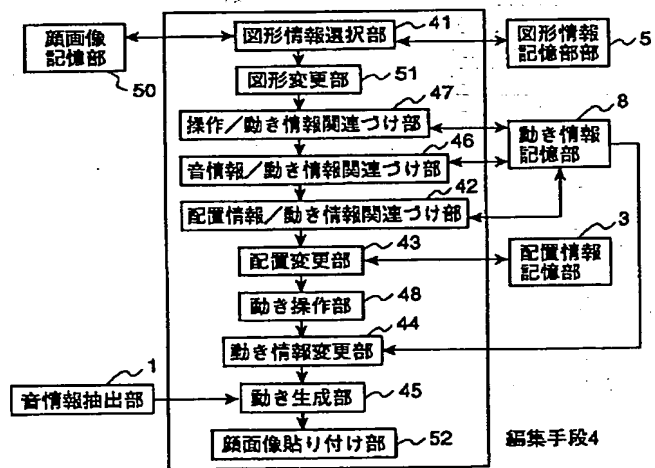 41
図形情報選択部
顔画像
記憶部
50
図形情報
記憶部部
5
51
図形変更部
47
操作／動き情報関連づけ部
8
動き情報
記憶部
46
音情報／動き情報関連づけ部
42
配置情報／動き情報関連づけ部
43
配置変更部
3
配置情報
記憶部
48
動き操作部
44
動き情報変更部
1
音情報抽出部
45
動き生成部
52
顔画像貼り付け部
編集手段4